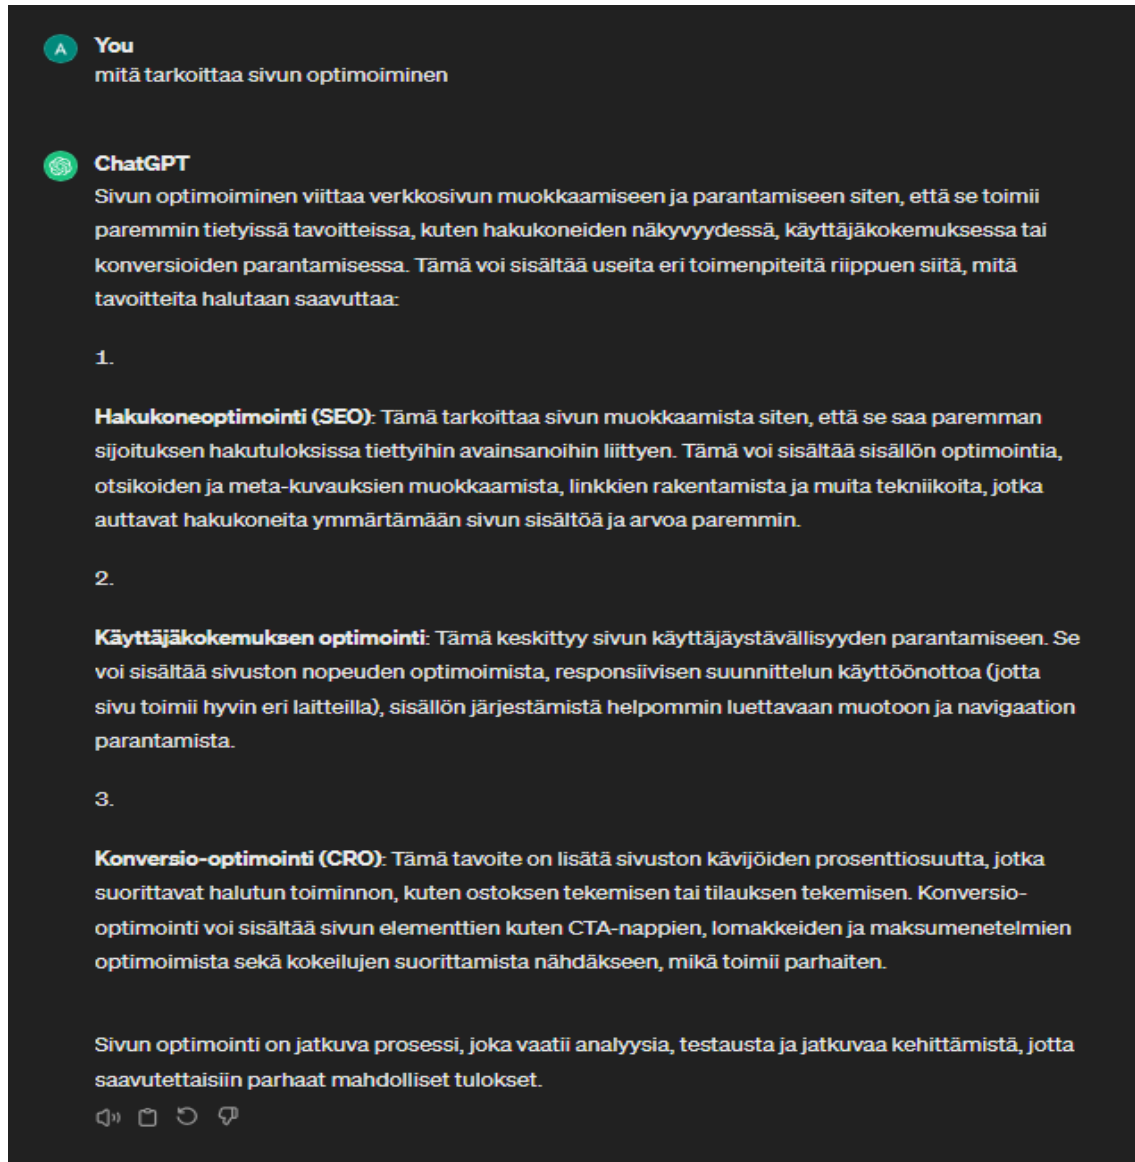 A
You
mitä tarkoittaa sivun optimoiminen
ChatGPT
Sivun optimoiminen viittaa verkkosivun muokkaamiseen ja parantamiseen siten, että se toimii
paremmin tietyissä tavoitteissa, kuten hakukoneiden näkyvyydessä, käyttäjäkokemuksessa tai
konversioiden parantamisessa. Tämä voi sisältää useita eri toimenpiteitä riippuen siitä, mitä
tavoitteita halutaan saavuttaa:
1.
Hakukoneoptimointi (SEO): Tämä tarkoittaa sivun muokkaamista siten, että se saa paremman
sijoituksen hakutuloksissa tiettyihin avainsanoihin liittyen. Tämä voi sisältää sisällön optimointia,
otsikoiden ja meta-kuvauksien muokkaamista, linkkien rakentamista ja muita tekniikoita, jotka
auttavat hakukoneita ymmärtämään sivun sisältöä ja arvoa paremmin.
2.
Käyttäjäkokemuksen optimointi: Tämä keskittyy sivun käyttäjäystävällisyyden parantamiseen. Se
voi sisältää sivuston nopeuden optimoimista, responsiivisen suunnittelun käyttöönottoa (jotta
sivu toimii hyvin eri laitteilla), sisällön järjestämistä helpommin luettavaan muotoon ja navigaation
parantamista.
3.
Konversio-optimointi (CRO): Tämä tavoite on lisätä sivuston kävijöiden prosenttiosuutta, jotka
suorittavat halutun toiminnon, kuten ostoksen tekemisen tai tilauksen tekemisen. Konversio-
optimointi voi sisältää sivun elementtien kuten CTA-nappien, lomakkeiden ja maksumenetelmien
optimoimista sekä kokeilujen suorittamista nähdäkseen, mikä toimii parhaiten.
Sivun optimointi on jatkuva prosessi, joka vaatii analyysia, testausta ja jatkuvaa kehittämistä, jotta
saavutettaisiin parhaat mahdolliset tulokset.